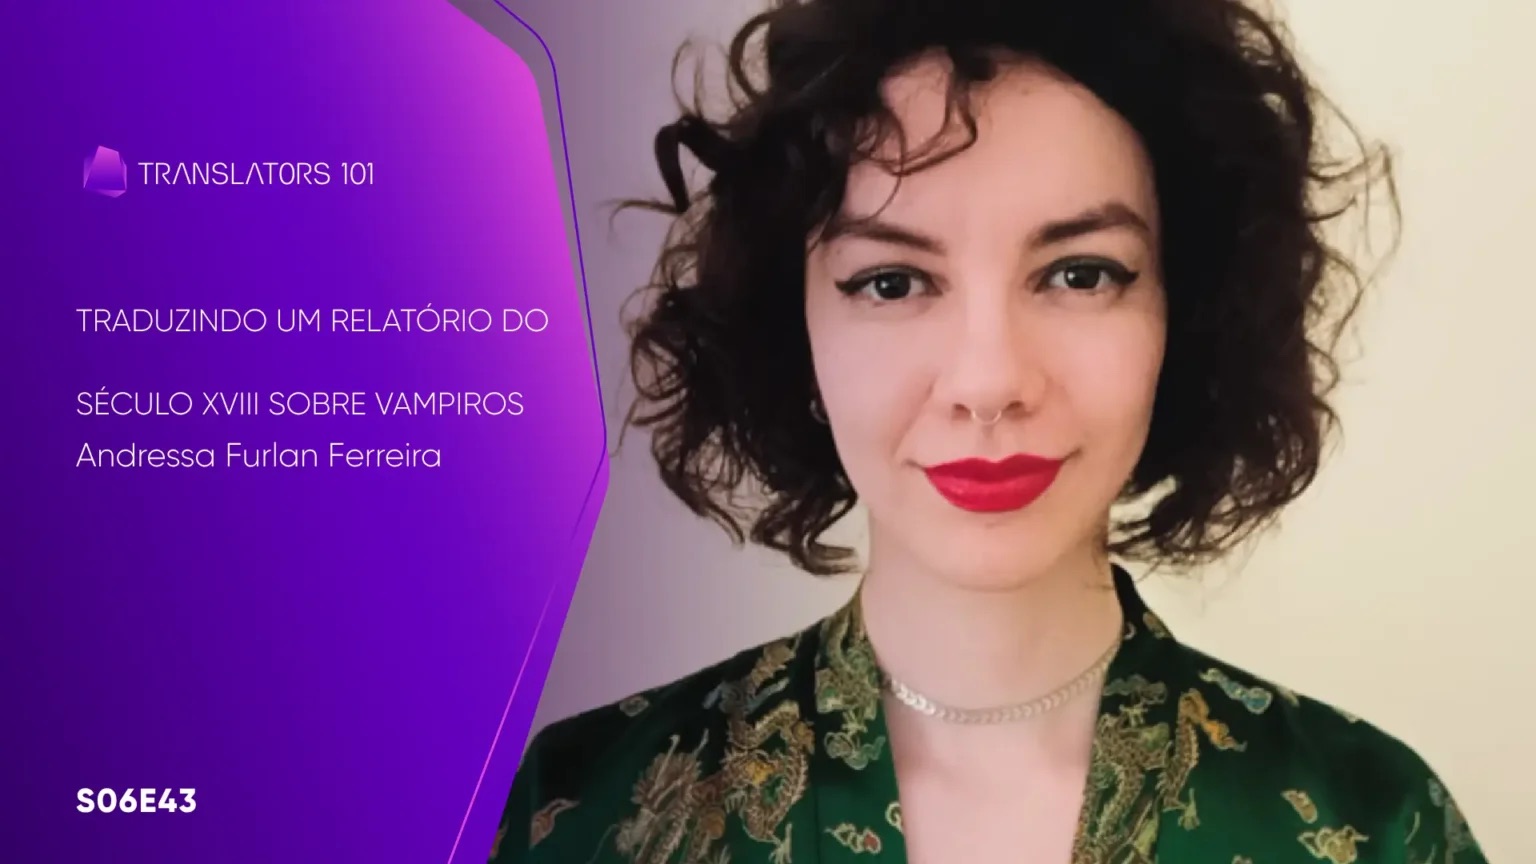 TRANSLATORS 101
TRADUZINDO UM RELATÓRIO DO
SÉCULO XVIII SOBRE VAMPIROS
Andressa Furlan Ferreira
S06E43